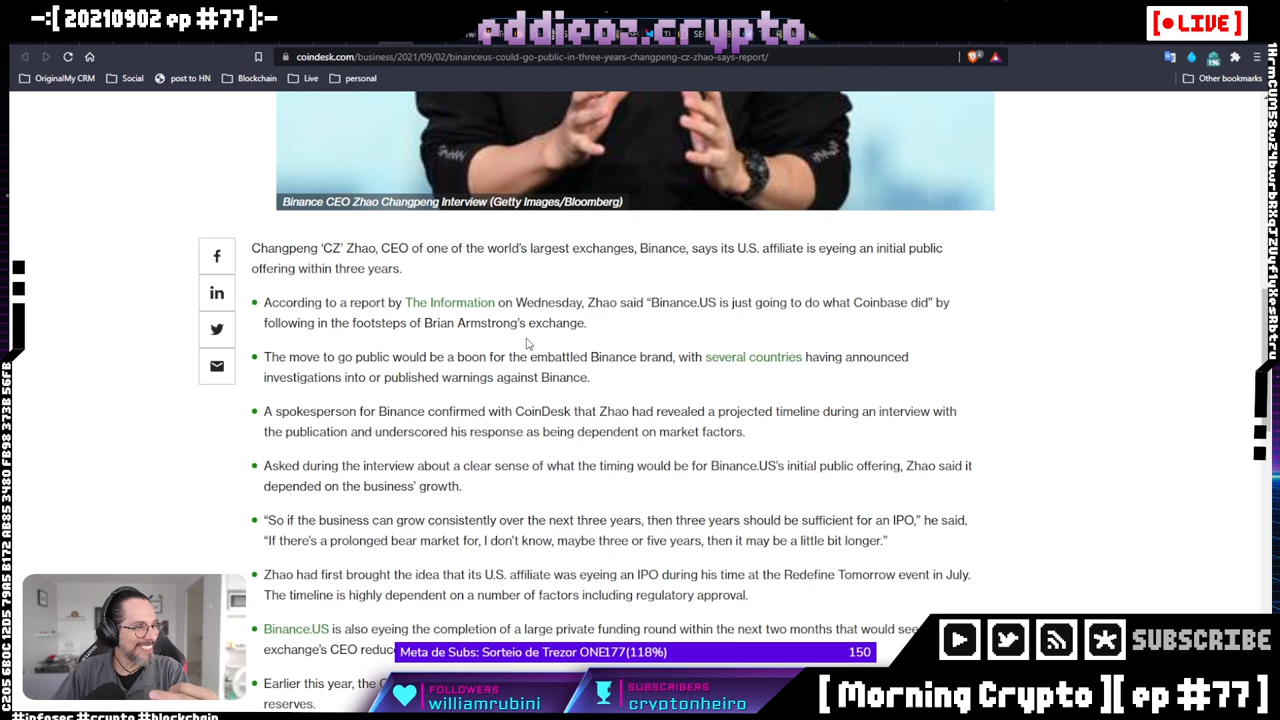 -:[ 20210902 ep #77]:-
eddieoz.crypto
[●LIVE]
coindesk.com/business/2021/09/02/binanceus-could-go-public-in-three-years-changpeng-cz-zhao-says-report/
196
OriginalMy CRM
Social
post to HN
Blockchain
Live
personal
Other bookmarks
Binance CEO Zhao Changpeng Interview (Getty Images/Bloomberg)
Changpeng ‘CZ’ Zhao, CEO of one of the world’s largest exchanges, Binance, says its U.S. affiliate is eyeing an initial public
offering within three years.
According to a report by The Information on Wednesday, Zhao said “Binance.US is just going to do what Coinbase did” by
following in the footsteps of Brian Armstrong’s exchange.
The move to go public would be a boon for the embattled Binance brand, with several countries having announced
investigations into or published warnings against Binance.
A spokesperson for Binance confirmed with CoinDesk that Zhao had revealed a projected timeline during an interview with
the publication and underscored his response as being dependent on market factors.
Asked during the interview about a clear sense of what the timing would be for Binance.US’s initial public offering, Zhao said it
depended on the business’ growth.
“So if the business can grow consistently over the next three years, then three years should be sufficient for an IPO,” he said.
“If there’s a prolonged bear market for, I don’t know, maybe three or five years, then it may be a little bit longer.”
Zhao had first brought the idea that its U.S. affiliate was eyeing an IPO during his time at the Redefine Tomorrow event in July.
The timeline is highly dependent on a number of factors including regulatory approval.
Binance.US is also eyeing the completion of a large private funding round within the next two months that would see
exchange’s CEO
Earlier this year, the
reserves.
Meta de Subs: Sorteio de Trezor ONE177(118%)
150
FOLLOWERS
williamrubini
SUBSCRIBERS
cryptonheiro
SUBSCRIBE
[Morning Crypto][ep #77]
#infosec #crypto #blockchain